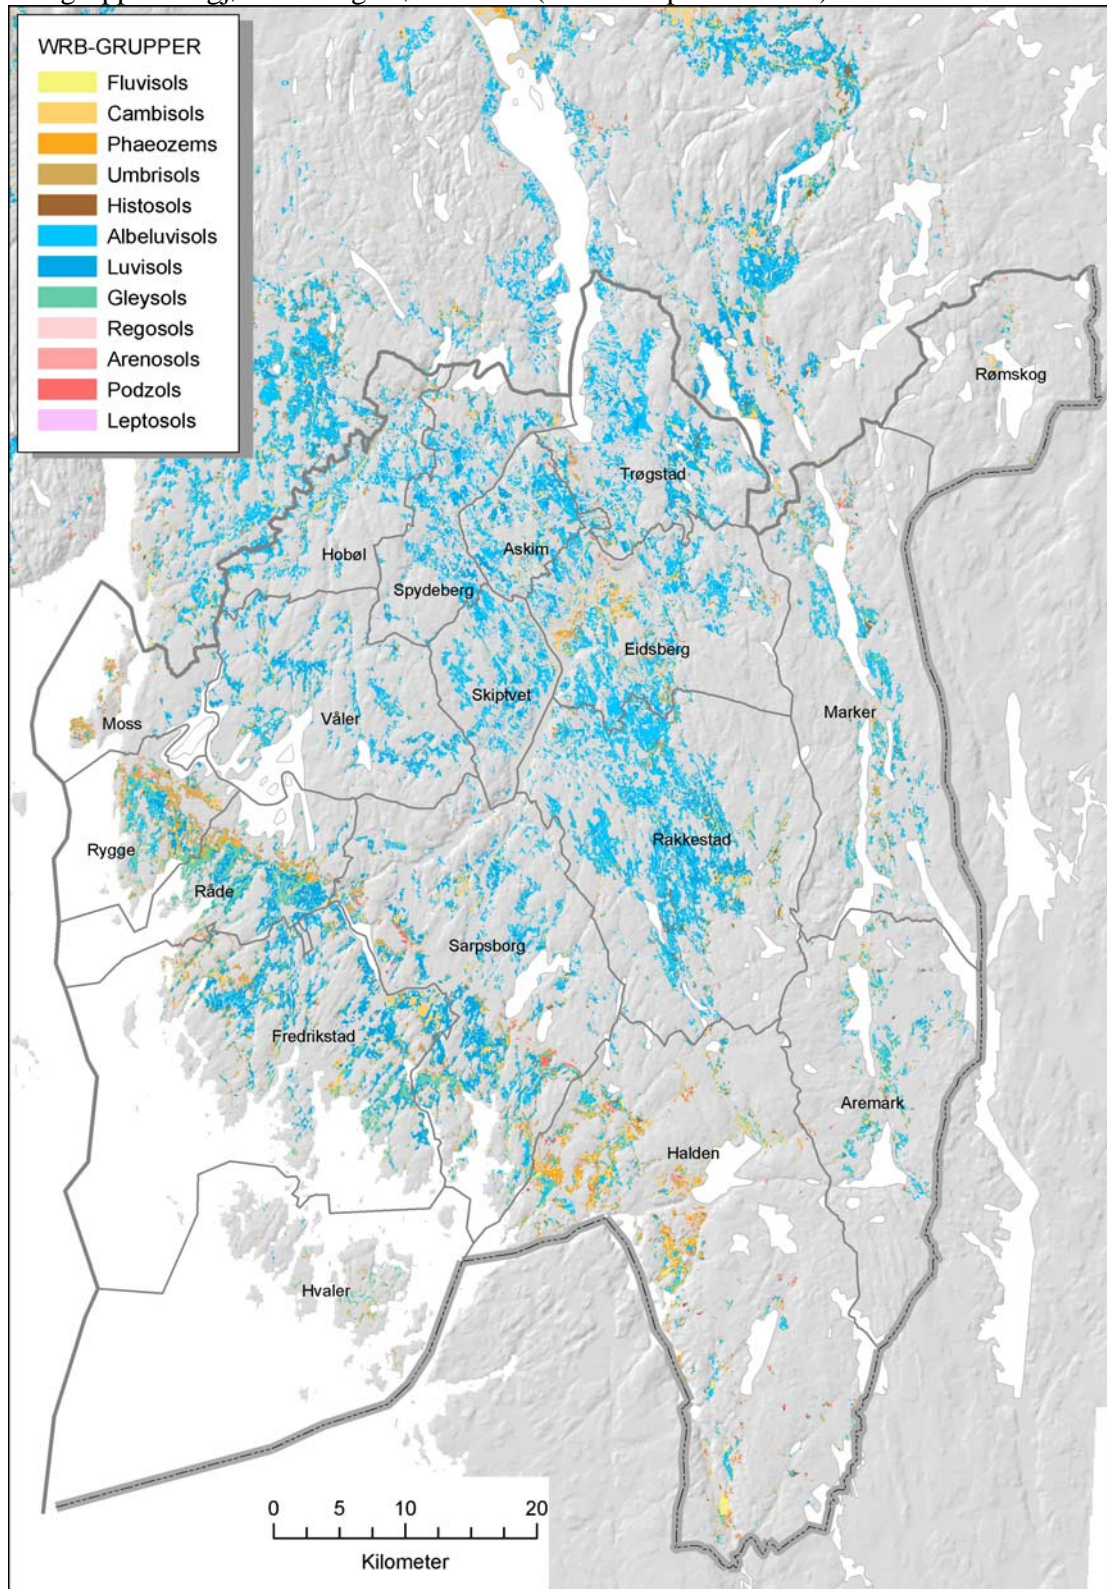 WRB-GRUPPER
Fluvisols
Cambisols
Phaeozems
Umbrisols
Histosols
Albeluvisols
Luvisols
Gleysols
Regosols
Arenosols
Podzols
Leptosols
Rømskog
Trøgstad
Askim
Hobøl
Spydeberg
Eidsberg
Skiptvet
Marker
Våler
Moss
Rakkestad
Rygge
Råde
Sarpsborg
Fredrikstad
Aremark
Halden
Hvaler
0 5 10 20
Kilometer